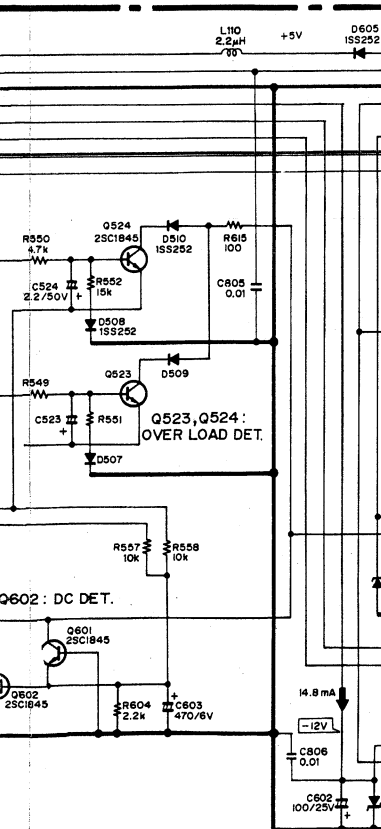 L110
2.2μH
+5V
D605
1SS252
Q524
2SC1845
R550
4.7k
D510
1SS252
R615
100
C524
2.2/50V
+
R552
15k
C805
0.01
D508
1SS252
Q523
D509
R549
C523
+
R551
Q523,Q524:
OVER LOAD DET.
D507
R557
10k
R558
10k
Q602: DC DET.
Q601
2SC1845
Q602
2SC1845
R604
2.2k
+
C603
470/6V
14.8mA
-12V
C806
0.01
C602
100/25V
+